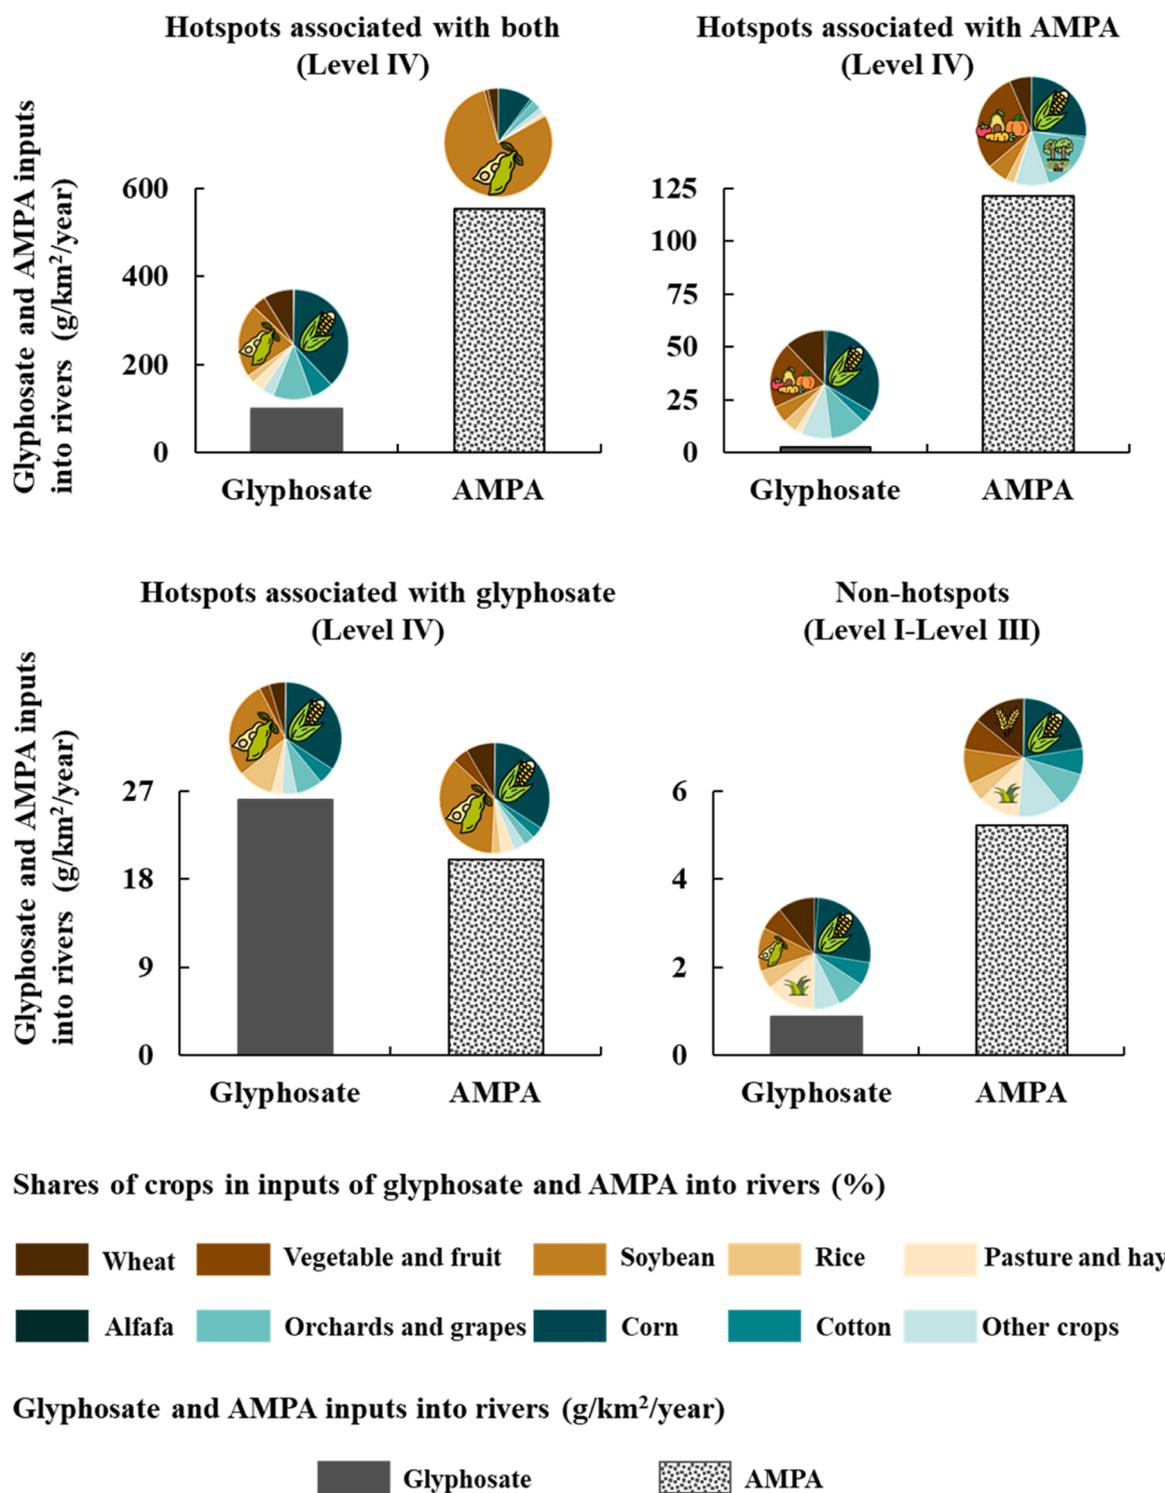 Hotspots associated with both
(Level IV)
Hotspots associated with AMPA
(Level IV)
Glyphosate and AMPA inputs
into rivers (g/km²/year)
600
400
200
0
Glyphosate
AMPA
125
100
75
50
25
0
Glyphosate
AMPA
Hotspots associated with glyphosate
(Level IV)
Non-hotspots
(Level I-Level III)
Glyphosate and AMPA inputs
into rivers (g/km²/year)
27
18
9
0
Glyphosate
AMPA
6
4
2
0
Glyphosate
AMPA
Shares of crops in inputs of glyphosate and AMPA into rivers (%)
Wheat Vegetable and fruit Soybean Rice Pasture and hay
Alfafa Orchards and grapes Corn Cotton Other crops
Glyphosate and AMPA inputs into rivers (g/km²/year)
Glyphosate AMPA